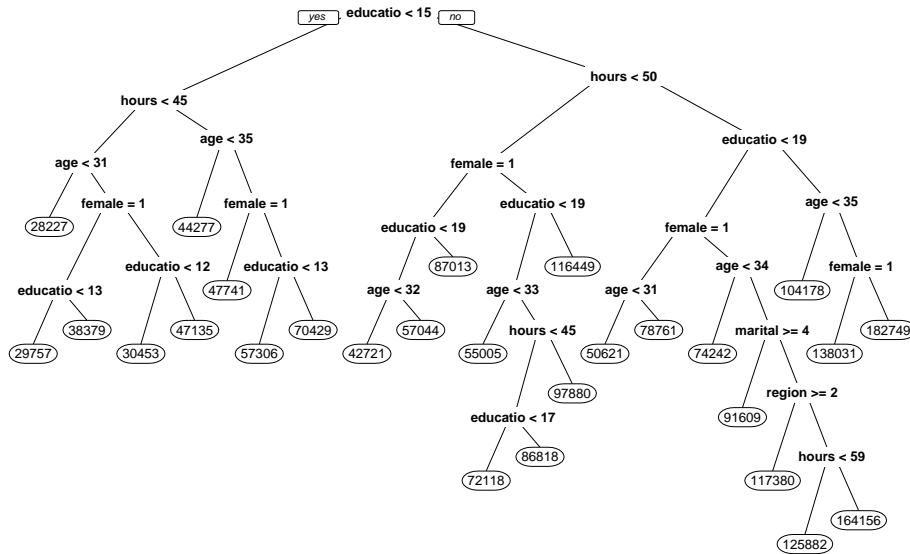 yes educatio < 15 no
hours < 50
hours < 45
age < 35 educatio < 19
age < 31 female = 1
female = 1 female = 1 educatio < 19 age < 35
28227 44277 educatio < 19 female = 1
educatio < 12 educatio < 13 87013 116449 age < 34 female = 1
47741 104178
educatio < 13 age < 32 age < 33 age < 31
38379 47135 70429 57044 hours < 45 78761 marital >= 4 182749
29757 30453 57306 42721 55005 50621 74242 138031
97880 region >= 2
educatio < 17 91609
86818 hours < 59
72118 117380
164156
125882